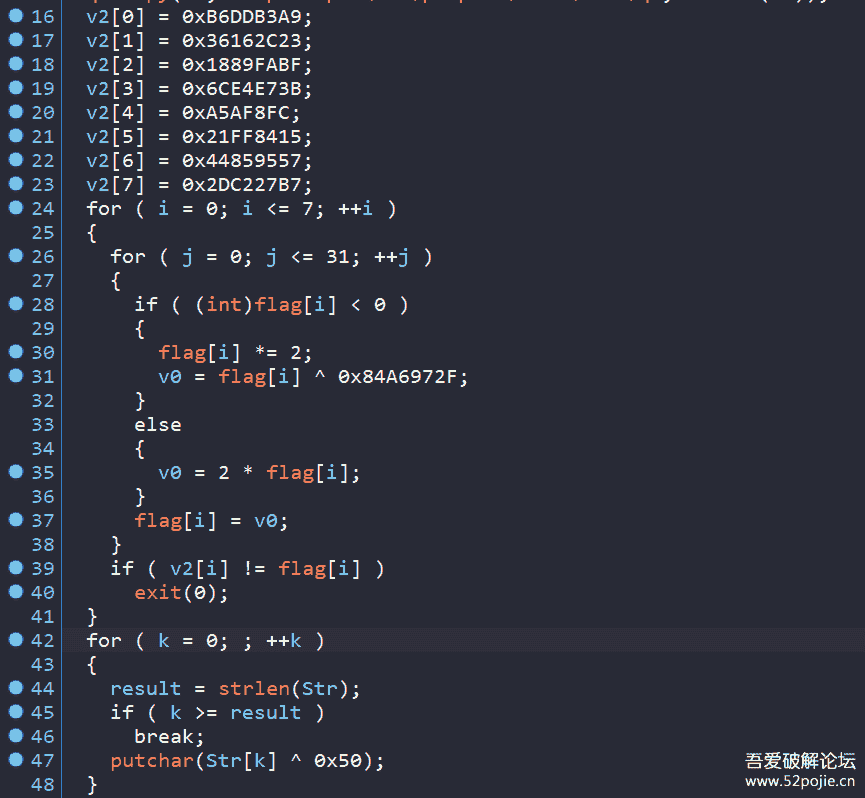 16 v2[0] = 0xB6DDB3A9;
17 v2[1] = 0x36162C23;
18 v2[2] = 0x1889FABF;
19 v2[3] = 0x6CE4E73B;
20 v2[4] = 0xA5AF8FC;
21 v2[5] = 0x21FF8415;
22 v2[6] = 0x44859557;
23 v2[7] = 0x2DC227B7;
24 for ( i = 0; i <= 7; ++i )
25 {
26 for ( j = 0; j <= 31; ++j )
27 {
28 if ( (int)flag[i] < 0 )
29 {
30 flag[i] *= 2;
31 v0 = flag[i] ^ 0x84A6972F;
32 }
33 else
34 {
35 v0 = 2 * flag[i];
36 }
37 flag[i] = v0;
38 }
39 if ( v2[i] != flag[i] )
40 exit(0);
41 }
42 for ( k = 0; ; ++k )
43 {
44 result = strlen(Str);
45 if ( k >= result )
46 break;
47 putchar(Str[k] ^ 0x50);
48 }
吾爱破解论坛
www.52pojie.cn